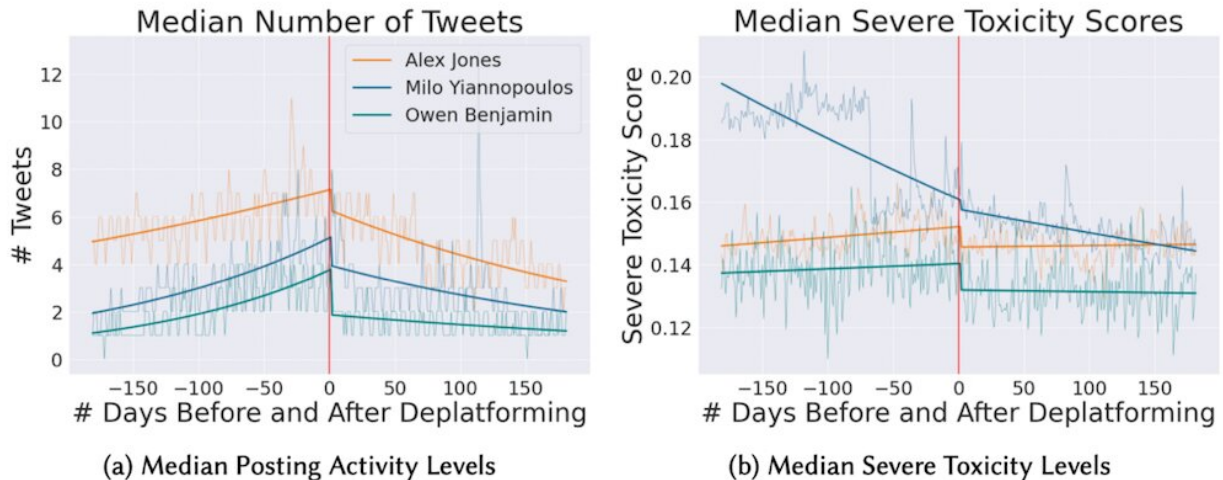 Median Number of Tweets
Alex Jones
Milo Yiannopoulos
Owen Benjamin
# Tweets
12
10
8
6
4
2
0
−150 −100 −50 0 50 100 150
# Days Before and After Deplatforming
(a) Median Posting Activity Levels
Median Severe Toxicity Scores
Severe Toxicity Score
0.20
0.18
0.16
0.14
0.12
−150 −100 −50 0 50 100 150
# Days Before and After Deplatforming
(b) Median Severe Toxicity Levels